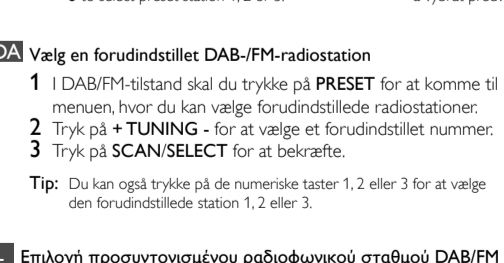 DA Vælg en forudindstillet DAB-/FM-radiostation
1 I DAB/FM-tilstand skal du trykke på PRESET for at komme til
menuen, hvor du kan vælge forudindstillede radiostationer.
2 Tryk på + TUNING - for at vælge et forudindstillet nummer.
3 Tryk på SCAN/SELECT for at bekræfte.
Tip: Du kan også trykke på de numeriske taster 1, 2 eller 3 for at vælge
den forudindstillede station 1, 2 eller 3.
Επιλογή προσυντονισμένου ραδιοφωνικού σταθμού DAB/FM